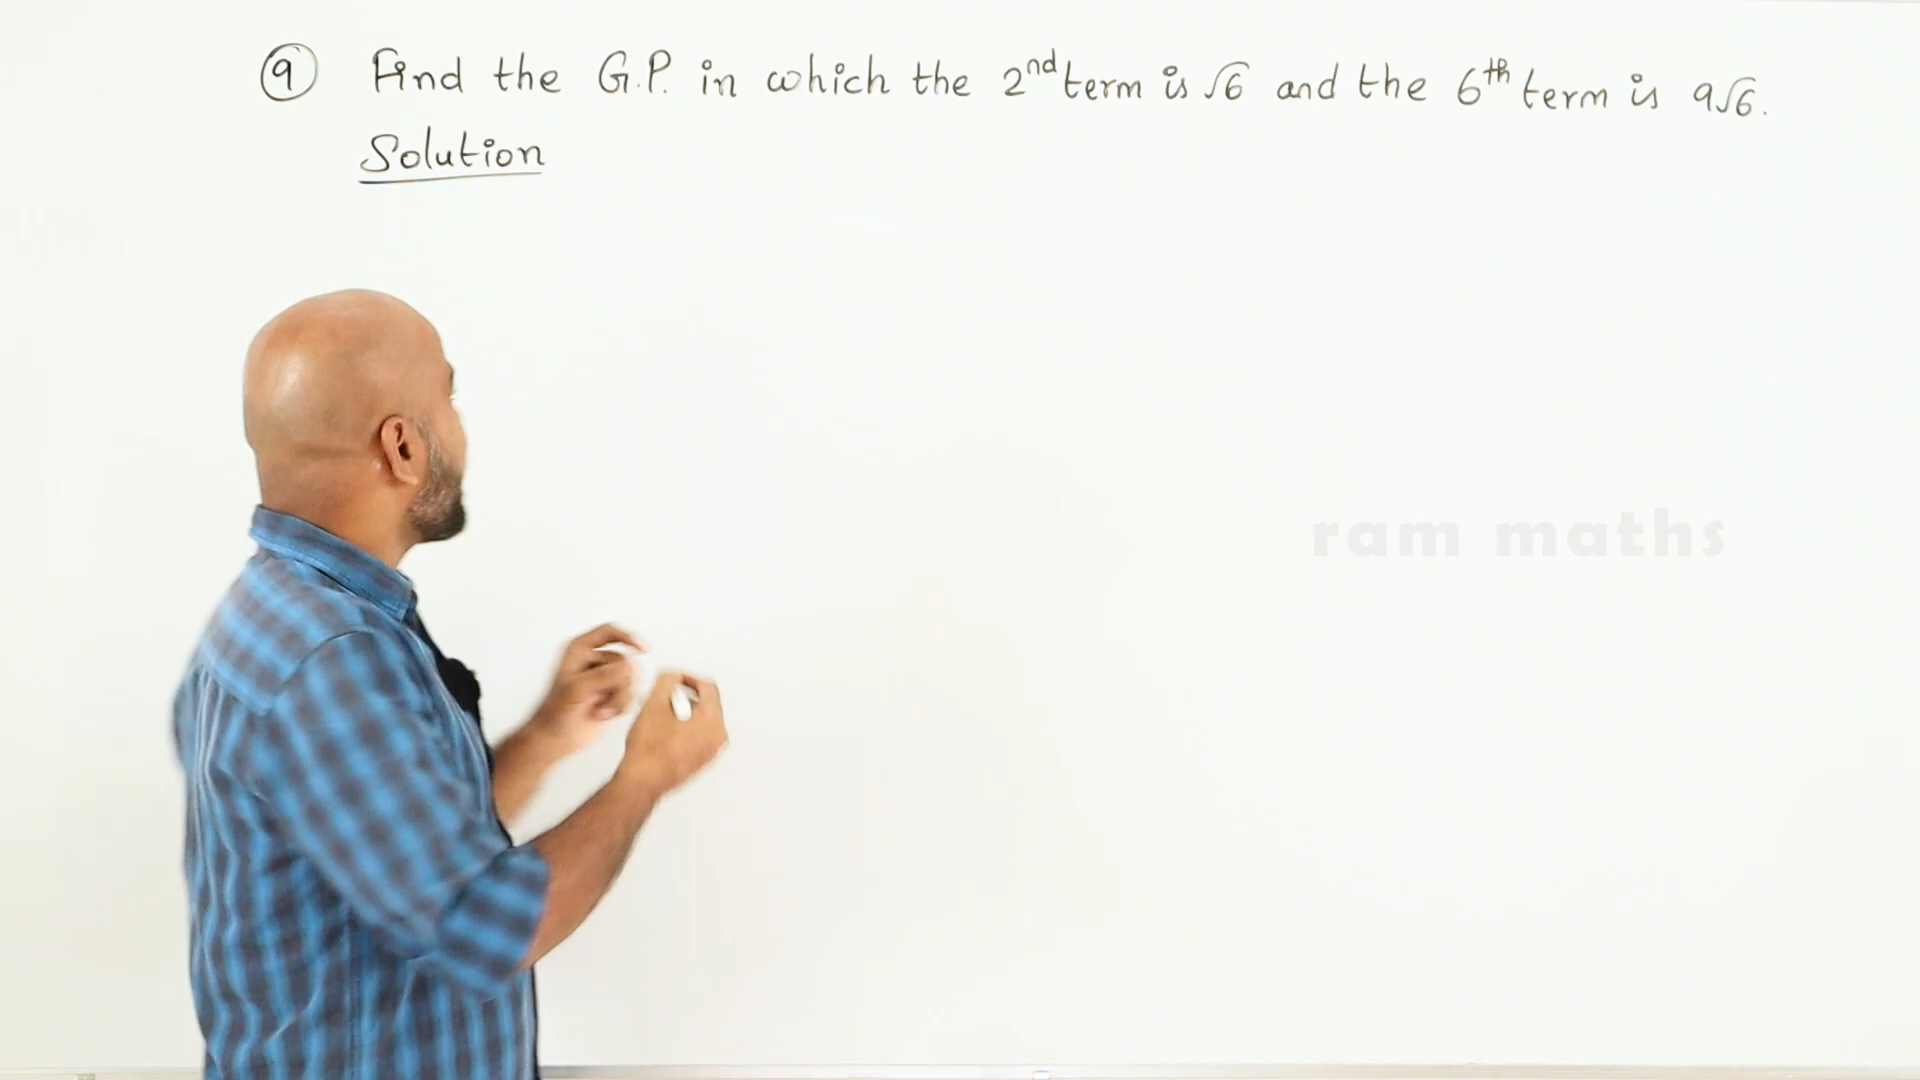 9 Find the G.P. in which the 2nd term is √6 and the 6th term is 9√6.
Solution
ram maths